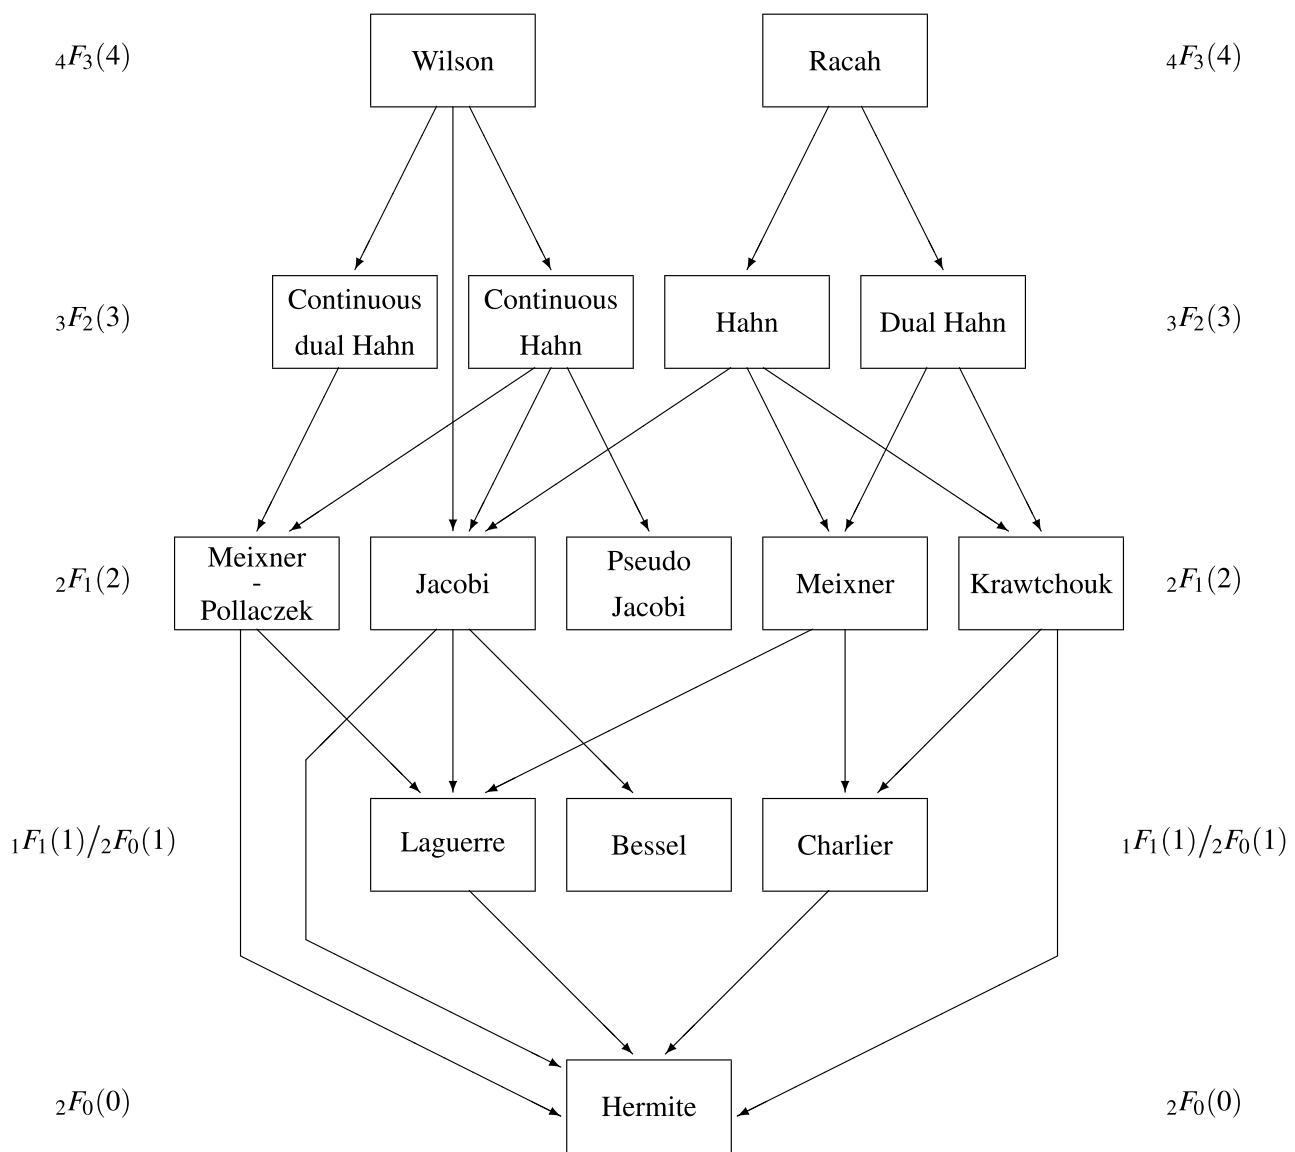 ₄F₃(4)
Wilson
Racah
₄F₃(4)
₃F₂(3)
Continuous
dual Hahn
Continuous
Hahn
Hahn
Dual Hahn
₃F₂(3)
₂F₁(2)
Meixner
-
Pollaczek
Jacobi
Pseudo
Jacobi
Meixner
Krawtchouk
₂F₁(2)
₁F₁(1)/₂F₀(1)
Laguerre
Bessel
Charlier
₁F₁(1)/₂F₀(1)
₂F₀(0)
Hermite
₂F₀(0)